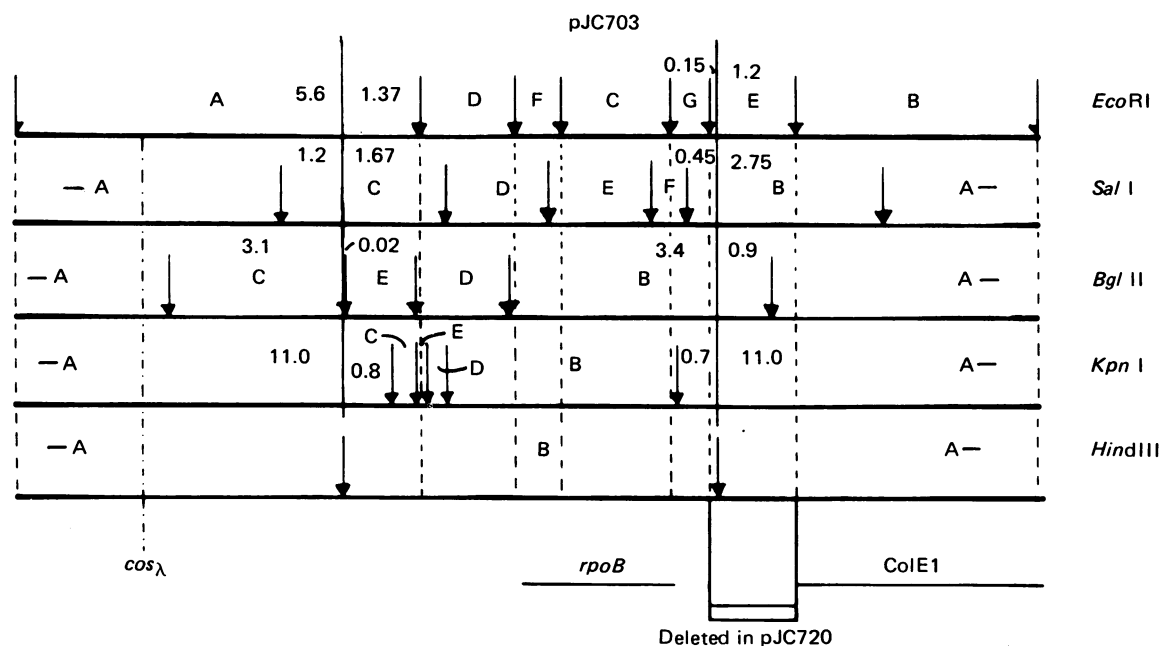 pJC703
A 5.6 1.37 D F C G 0.15 1.2 E B EcoRI
— A 1.2 1.67 C D E F 0.45 2.75 B A — Sal I
— A 3.1 C 0.02 E D B 3.4 0.9 A — Bgl II
— A 11.0 0.8 C E D B 0.7 11.0 A — Kpn I
— A B A — HindIII
cosλ rpoB ColE1
Deleted in pJC720